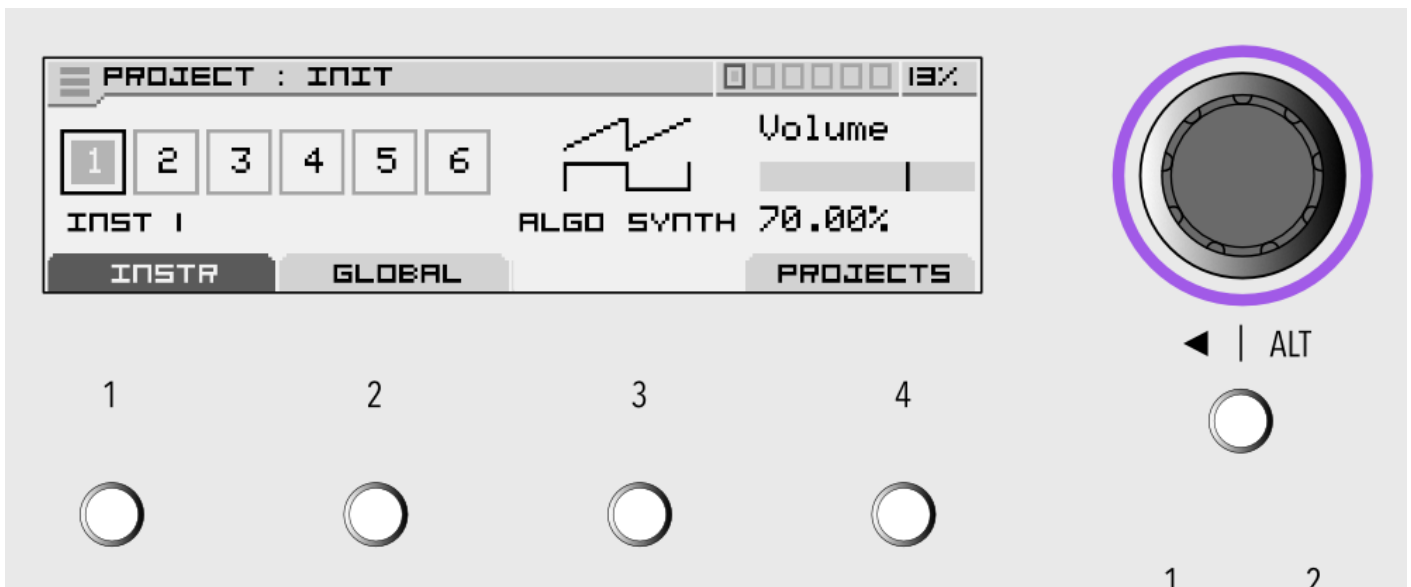 PROJECT : INIT 13%
1 2 3 4 5 6 Volume
INST 1 ALGO SYNTH 70.00%
INSTR GLOBAL PROJECTS
◄ | ALT
1 2 3 4
1 2